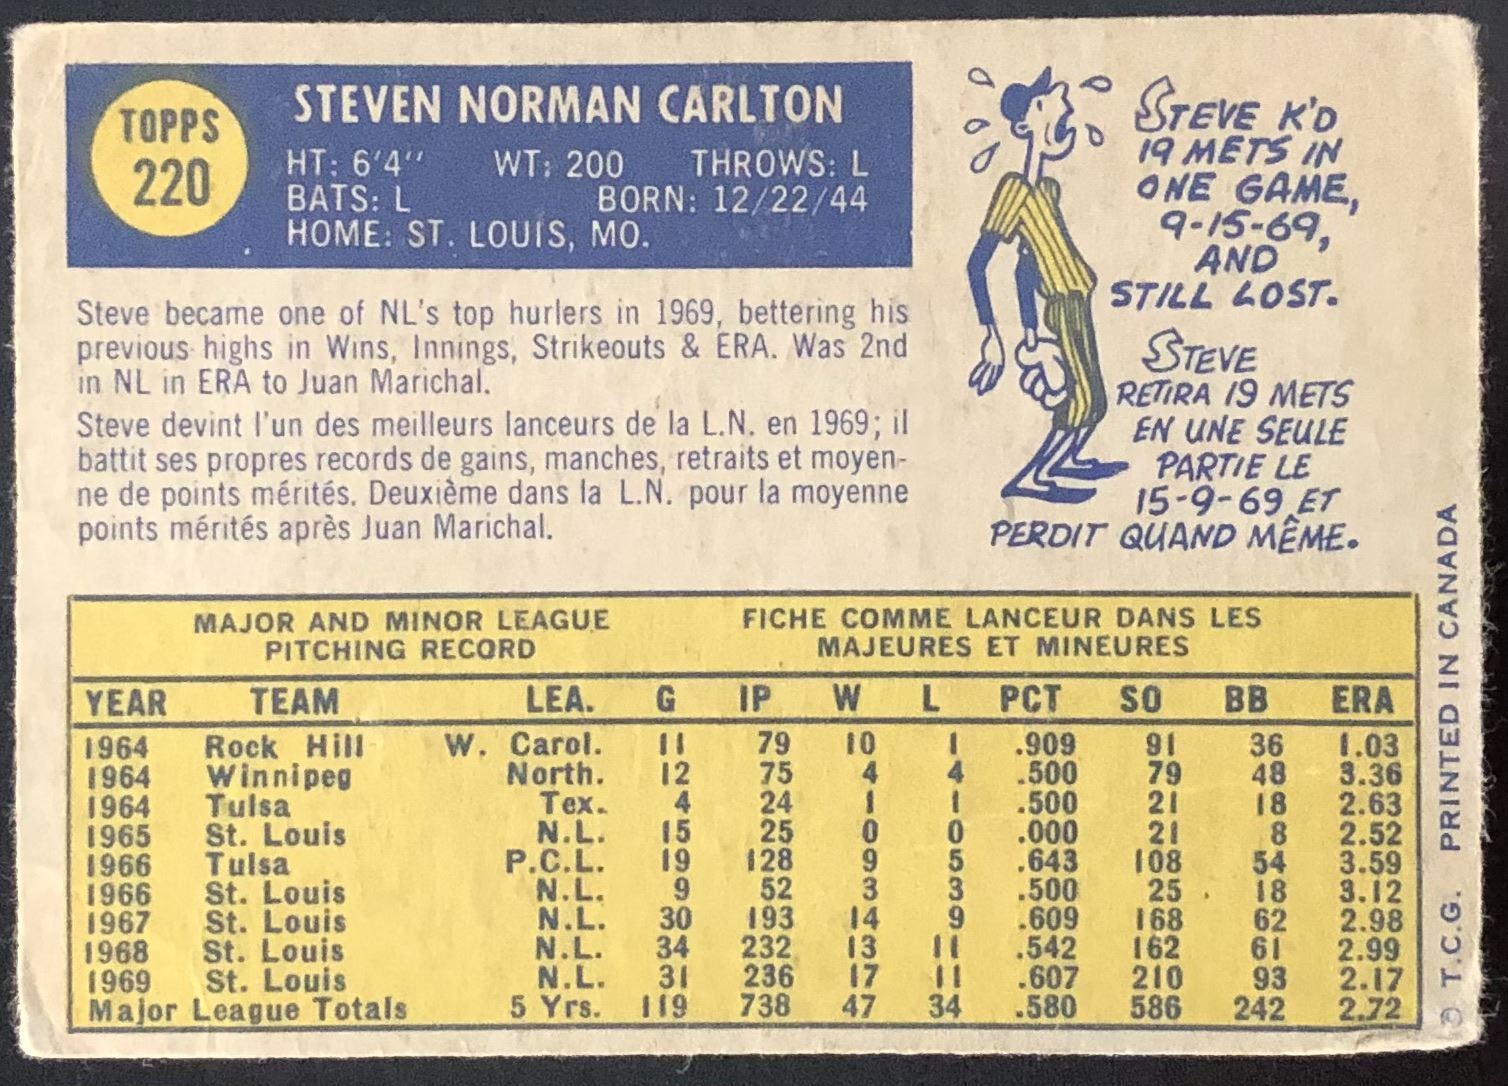 TOPPS
220
STEVEN NORMAN CARLTON
HT: 6'4" WT: 200 THROWS: L
BATS: L BORN: 12/22/44
HOME: ST. LOUIS, MO.
Steve became one of NL's top hurlers in 1969, bettering his
previous highs in Wins, Innings, Strikeouts & ERA. Was 2nd
in NL in ERA to Juan Marichal.
Steve devint l'un des meilleurs lanceurs de la L.N. en 1969; il
battit ses propres records de gains, manches, retraits et moyen-
ne de points mérités. Deuxième dans la L.N. pour la moyenne
points mérités après Juan Marichal.
STEVE K'D
19 METS IN
ONE GAME,
9-15-69,
AND
STILL LOST.
STEVE
RETIRA 19 METS
EN UNE SEULE
PARTIE LE
15-9-69 ET
PERDIT QUAND MÊME.
MAJOR AND MINOR LEAGUE
PITCHING RECORD
FICHE COMME LANCEUR DANS LES
MAJEURES ET MINEURES
YEAR TEAM LEA. G IP W L PCT SO BB ERA
1964 Rock Hill W. Carol. 11 79 10 1 .909 91 36 1.03
1964 Winnipeg North. 12 75 4 4 .500 79 48 3.36
1964 Tulsa Tex. 4 24 1 1 .500 21 18 2.63
1965 St. Louis N.L. 15 25 0 0 .000 21 8 2.52
1966 Tulsa P.C.L. 19 128 9 5 .643 108 54 3.59
1966 St. Louis N.L. 9 52 3 3 .500 25 18 3.12
1967 St. Louis N.L. 30 193 14 9 .609 168 62 2.98
1968 St. Louis N.L. 34 232 13 11 .542 162 61 2.99
1969 St. Louis N.L. 31 236 17 11 .607 210 93 2.17
Major League Totals 5 Yrs. 119 738 47 34 .580 586 242 2.72
© T.C.G. PRINTED IN CANADA